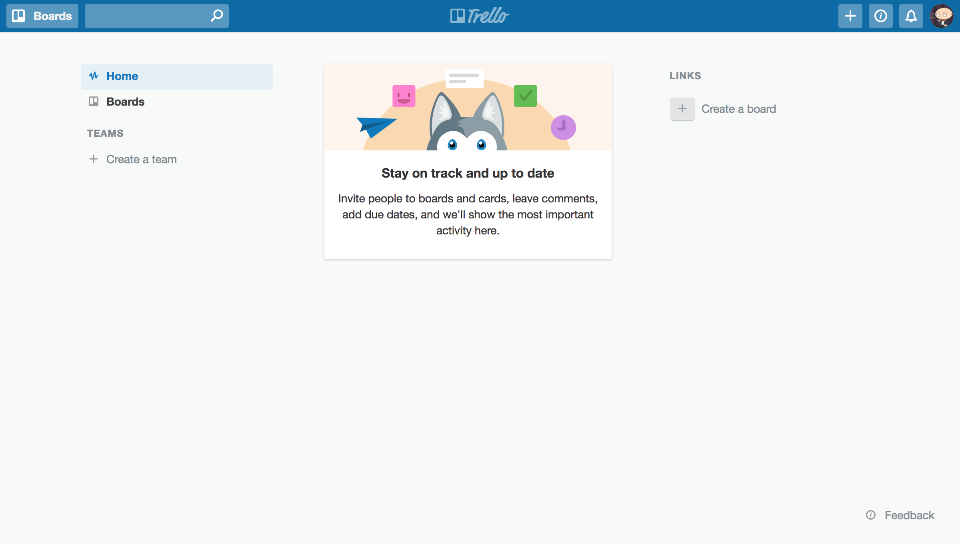 Boards
Trello
Home
Boards
TEAMS
Create a team
Stay on track and up to date
Invite people to boards and cards, leave comments,
add due dates, and we'll show the most important
activity here.
LINKS
Create a board
Feedback